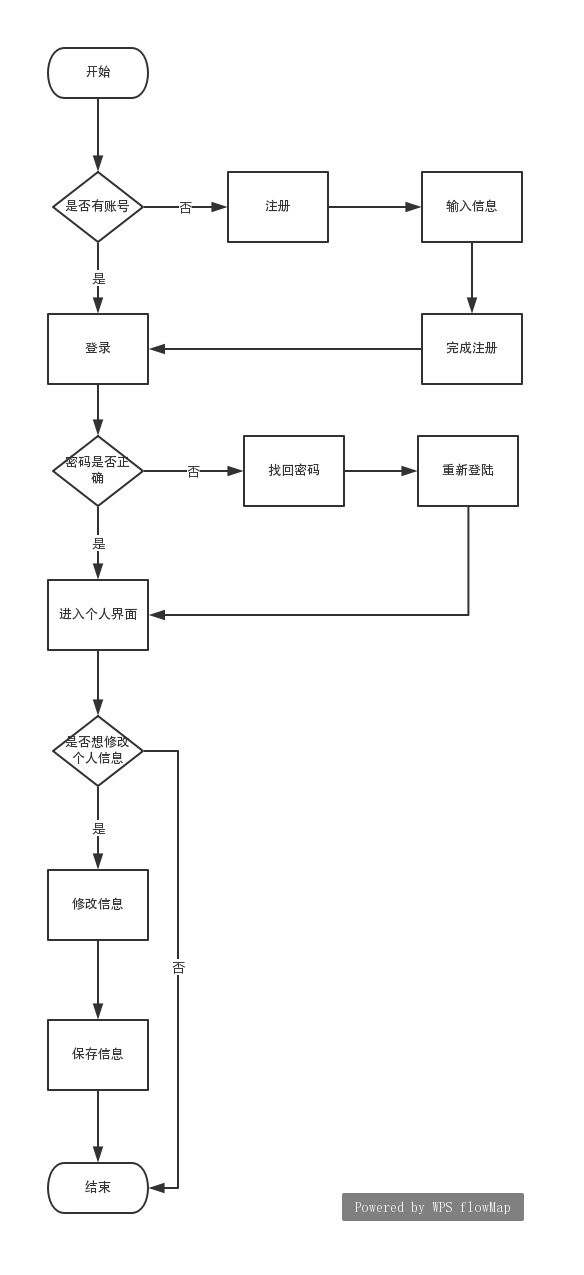 开始
是否有账号
否
注册
输入信息
是
登录
完成注册
密码是否正
确
否
找回密码
重新登陆
是
进入个人界面
是否想修改
个人信息
是
修改信息
否
保存信息
结束
Powered by WPS flowMap